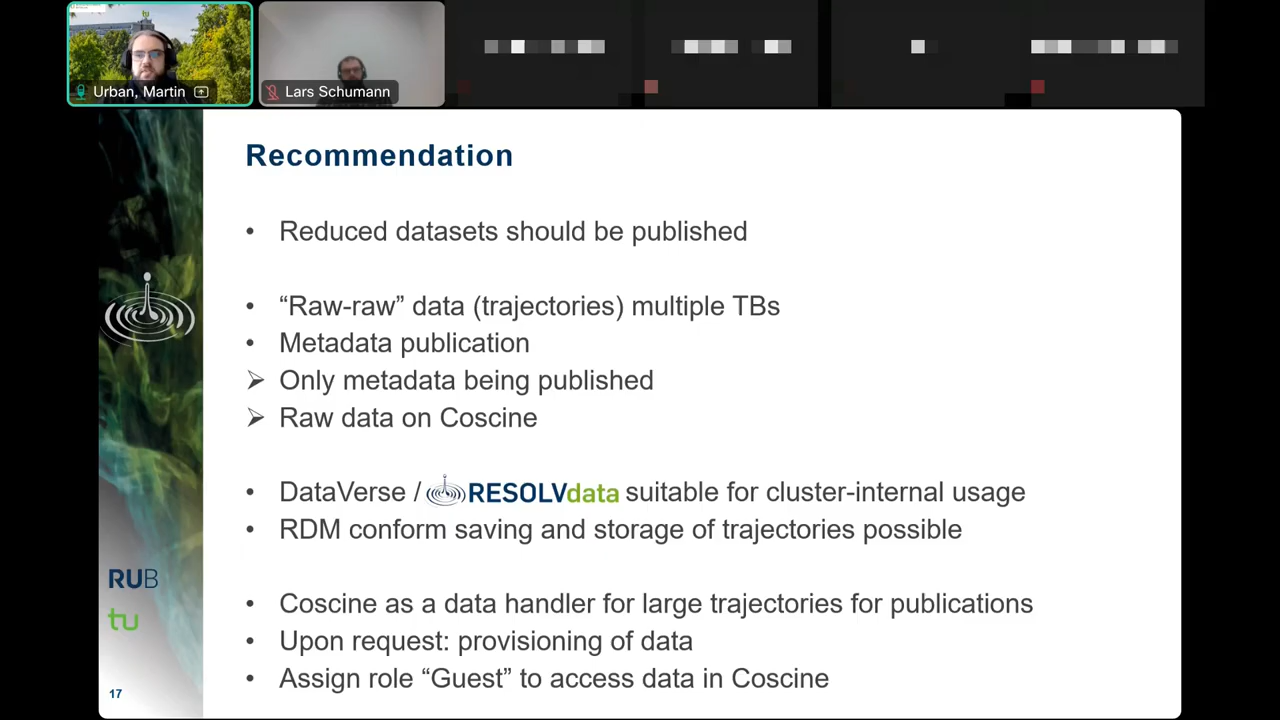 Urban, Martin
Lars Schumann
Recommendation
• Reduced datasets should be published
• “Raw-raw” data (trajectories) multiple TBs
• Metadata publication
➢ Only metadata being published
➢ Raw data on Coscine
• DataVerse / RESOLVdata suitable for cluster-internal usage
• RDM conform saving and storage of trajectories possible
• Coscine as a data handler for large trajectories for publications
• Upon request: provisioning of data
• Assign role “Guest” to access data in Coscine
RUB
tu
17